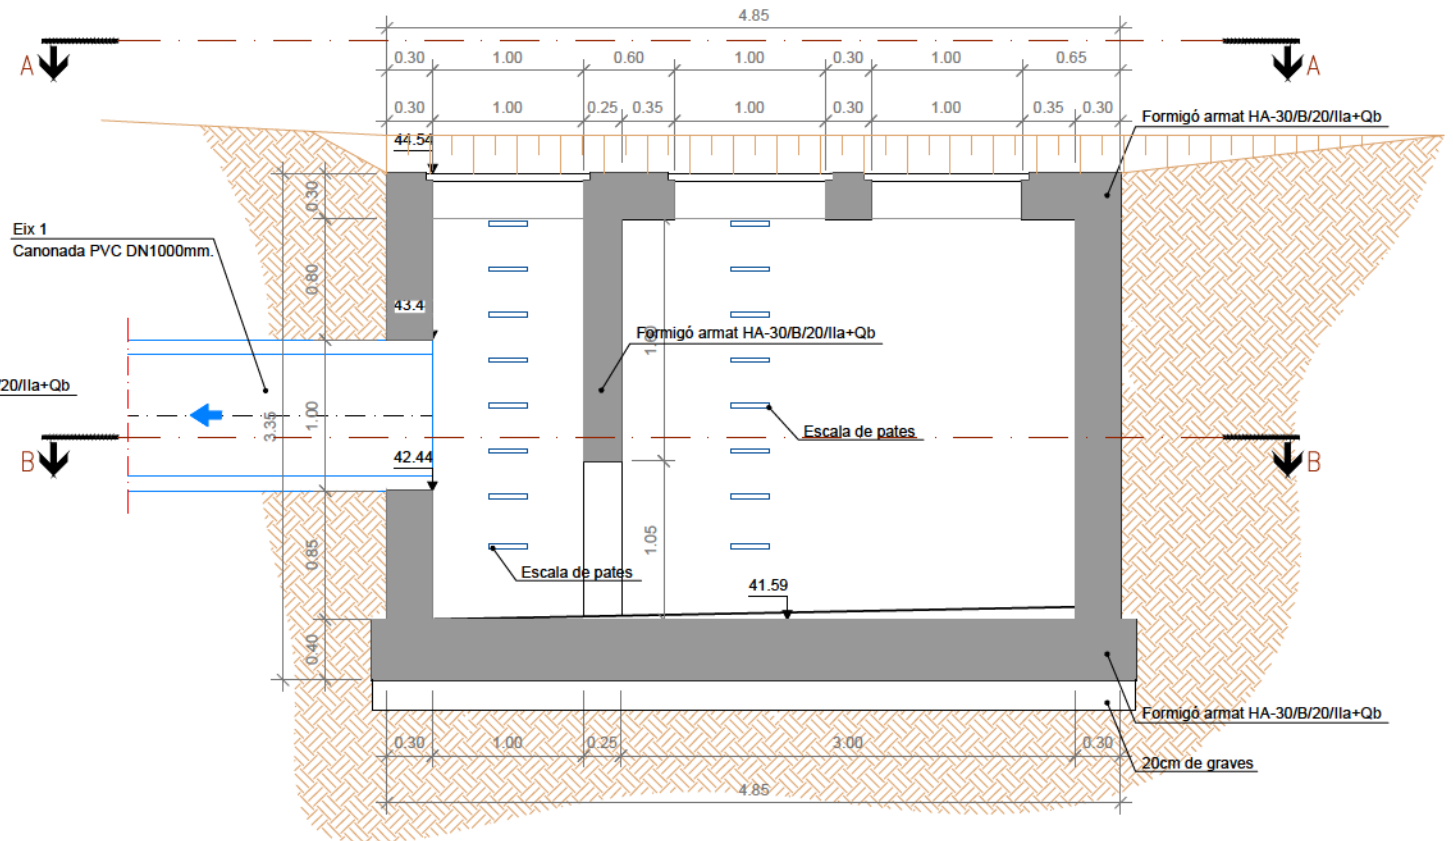 4.85
A
A
0.30 1.00 0.60 1.00 0.30 1.00 0.65
0.30 1.00 0.25 0.35 1.00 0.30 1.00 0.35 0.30
Formigó armat HA-30/B/20/IIa+Qb
44.54
0.30
Eix 1
Canonada PVC DN1000mm.
0.80
43.4
Formigó armat HA-30/B/20/IIa+Qb
/20/IIa+Qb
3.35
1.00
Escala de pates
B
B
42.44
1.05
0.85
Escala de pates
41.59
0.40
Formigó armat HA-30/B/20/IIa+Qb
0.30 1.00 0.25 3.00 0.30
20cm de graves
4.85